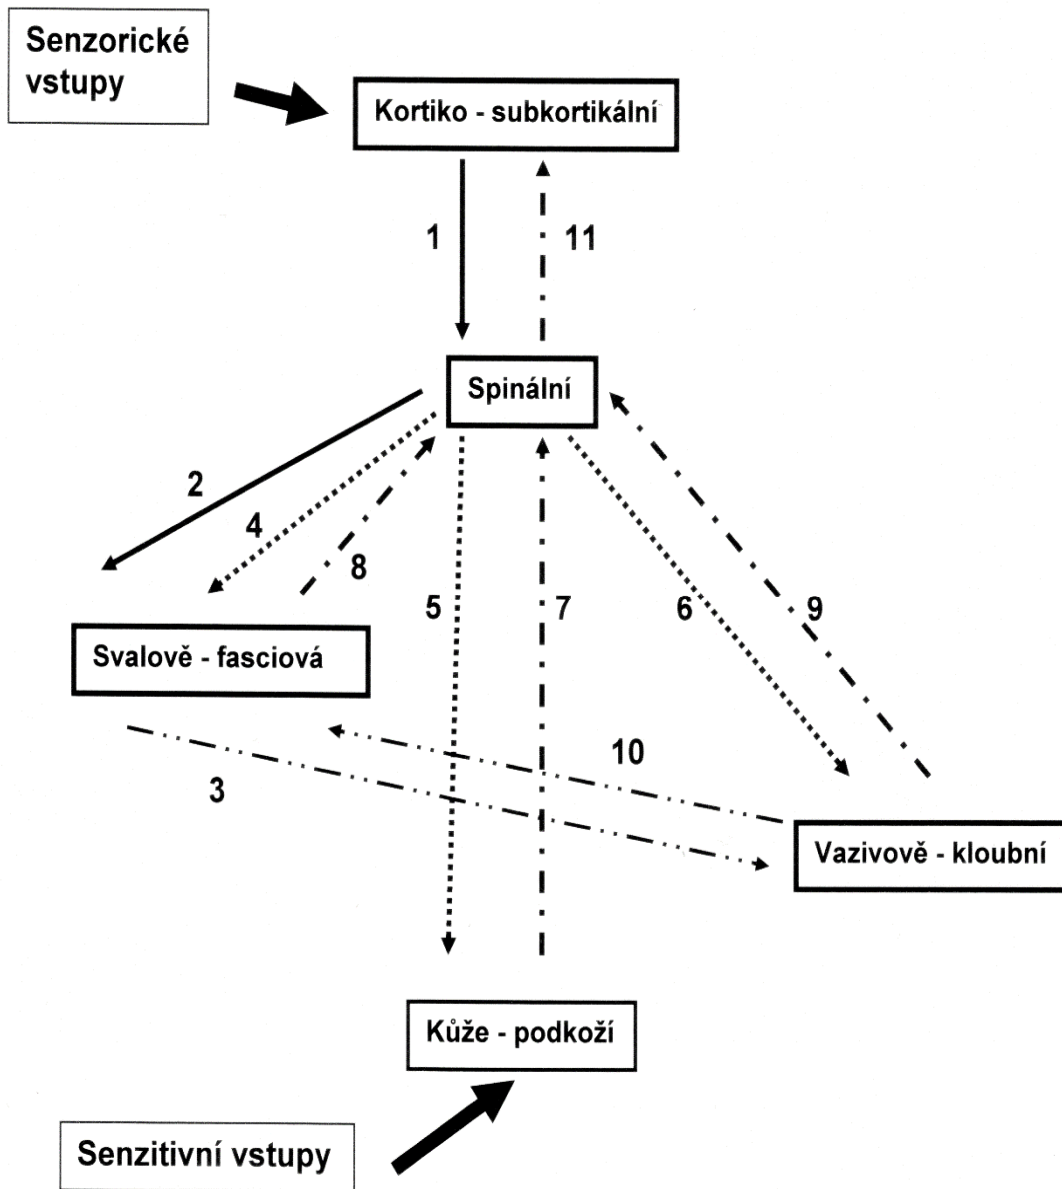 Senzorické
vstupy
Kortiko - subkortikální
1
11
Spinální
2
4
8
5
7
6
9
Svalově - fasciová
3
10
Vazivově - kloubní
Kůže - podkoží
Senzitivní vstupy